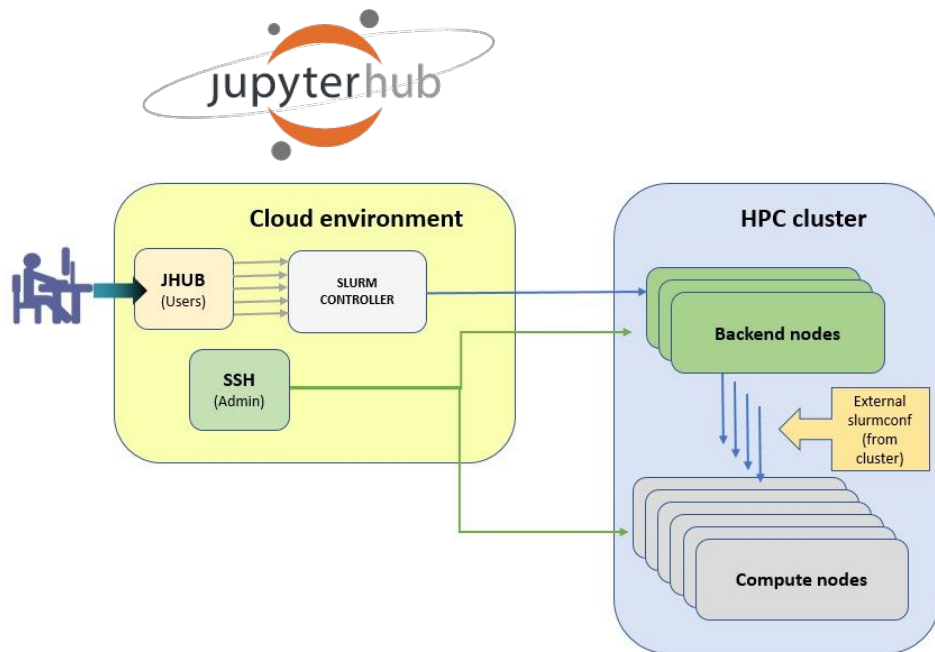 jupyterhub
Cloud environment
HPC cluster
JHUB
(Users)
SLURM
CONTROLLER
Backend nodes
SSH
(Admin)
External
slurmconf
(from
cluster)
Compute nodes